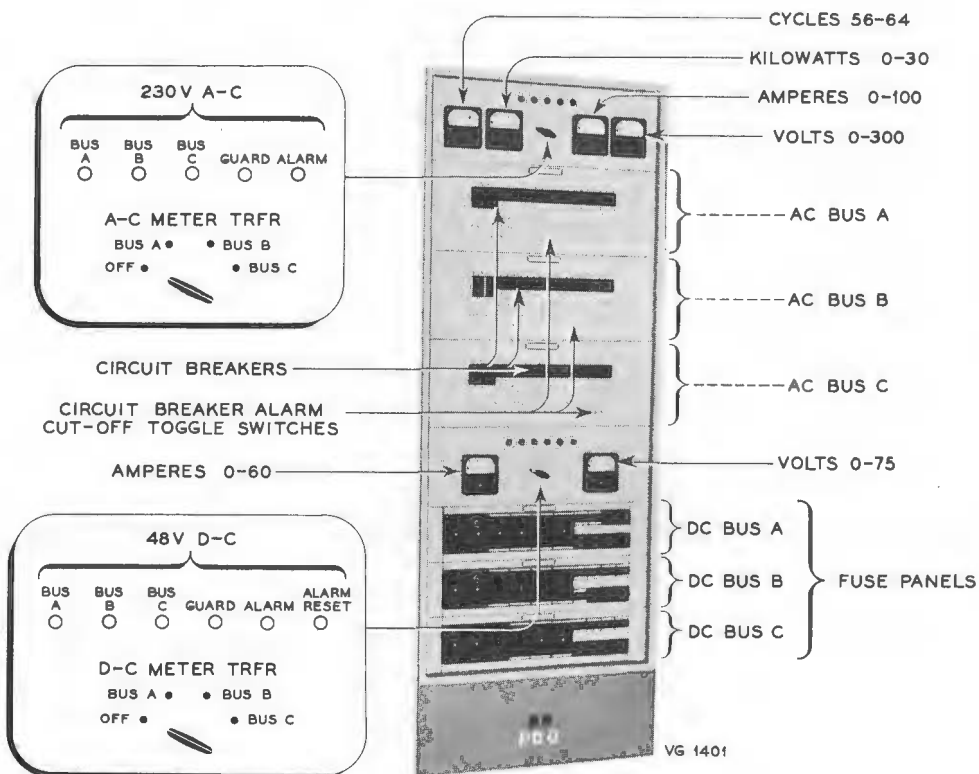 CYCLES 56-64
KILOWATTS 0-30
AMPERES 0-100
VOLTS 0-300
230V A-C
BUS A
BUS B
BUS C
GUARD
ALARM
A-C METER TRFR
BUS A
BUS B
OFF
BUS C
AC BUS A
AC BUS B
AC BUS C
CIRCUIT BREAKERS
CIRCUIT BREAKER ALARM
CUT-OFF TOGGLE SWITCHES
AMPERES 0-60
VOLTS 0-75
48V D-C
BUS A
BUS B
BUS C
GUARD
ALARM
ALARM RESET
D-C METER TRFR
BUS A
BUS B
OFF
BUS C
DC BUS A
DC BUS B
DC BUS C
FUSE PANELS
VG 1401